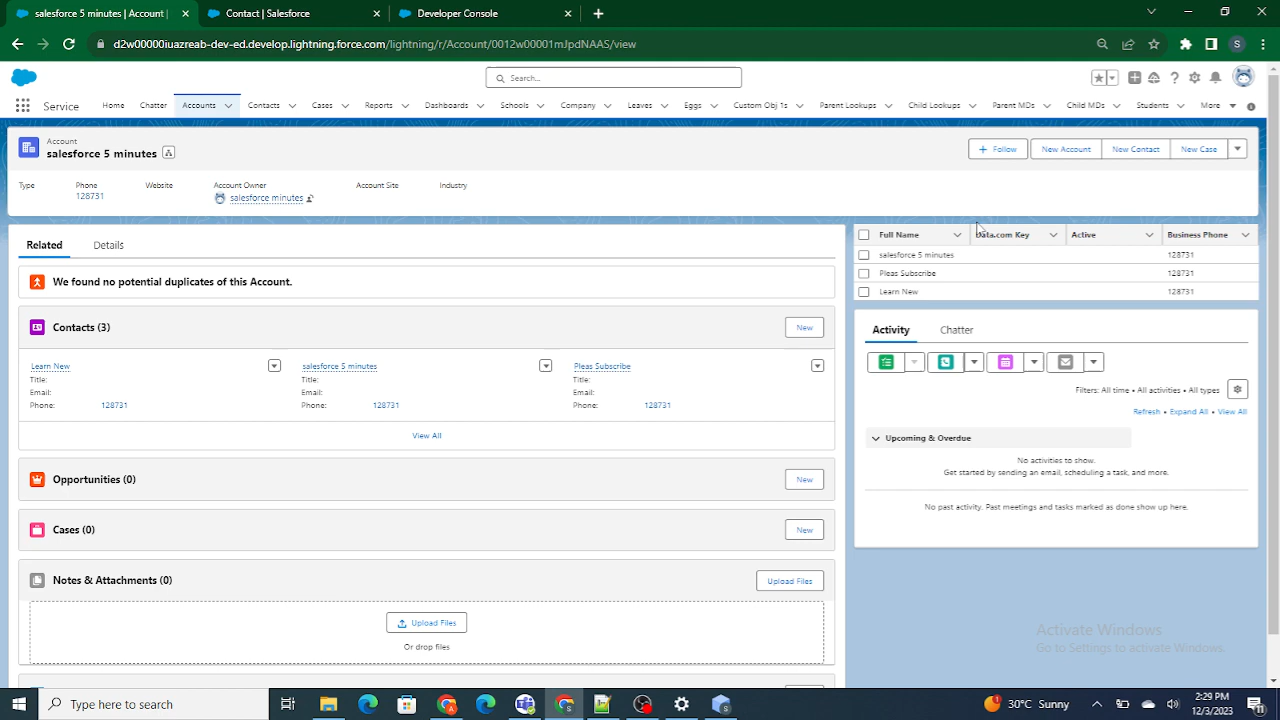 salesforce 5 minutes | Account
Contact | Salesforce
Developer Console
d2w00000iuazreab-dev-ed.develop.lightning.force.com/lightning/r/Account/0012w00001mJpdNAAS/view
S
Search...
Service
Home
Chatter
Accounts
Contacts
Cases
Reports
Dashboards
Schools
Company
Leaves
Eggs
Custom Obj 1s
Parent Lookups
Child Lookups
Parent MDs
Child MDs
Students
More
Account
salesforce 5 minutes
Follow
New Account
New Contact
New Case
Type
Phone
Website
Account Owner
Account Site
Industry
128731
salesforce minutes
Related
Details
We found no potential duplicates of this Account.
Contacts (3)
New
Learn New
salesforce 5 minutes
Pleas Subscribe
Title:
Title:
Title:
Email:
Email:
Email:
Phone: 128731
Phone: 128731
Phone: 128731
View All
Opportunities (0)
New
Cases (0)
New
Notes & Attachments (0)
Upload Files
Upload Files
Or drop files
Full Name
Data.com Key
Active
Business Phone
salesforce 5 minutes 128731
Pleas Subscribe 128731
Learn New 128731
Activity
Chatter
Filters: All time • All activities • All types
Refresh • Expand All • View All
Upcoming & Overdue
No activities to show.
Get started by sending an email, scheduling a task, and more.
No past activity. Past meetings and tasks marked as done show up here.
Activate Windows
Go to Settings to activate Windows.
Type here to search
30°C Sunny
2:29 PM
12/3/2023